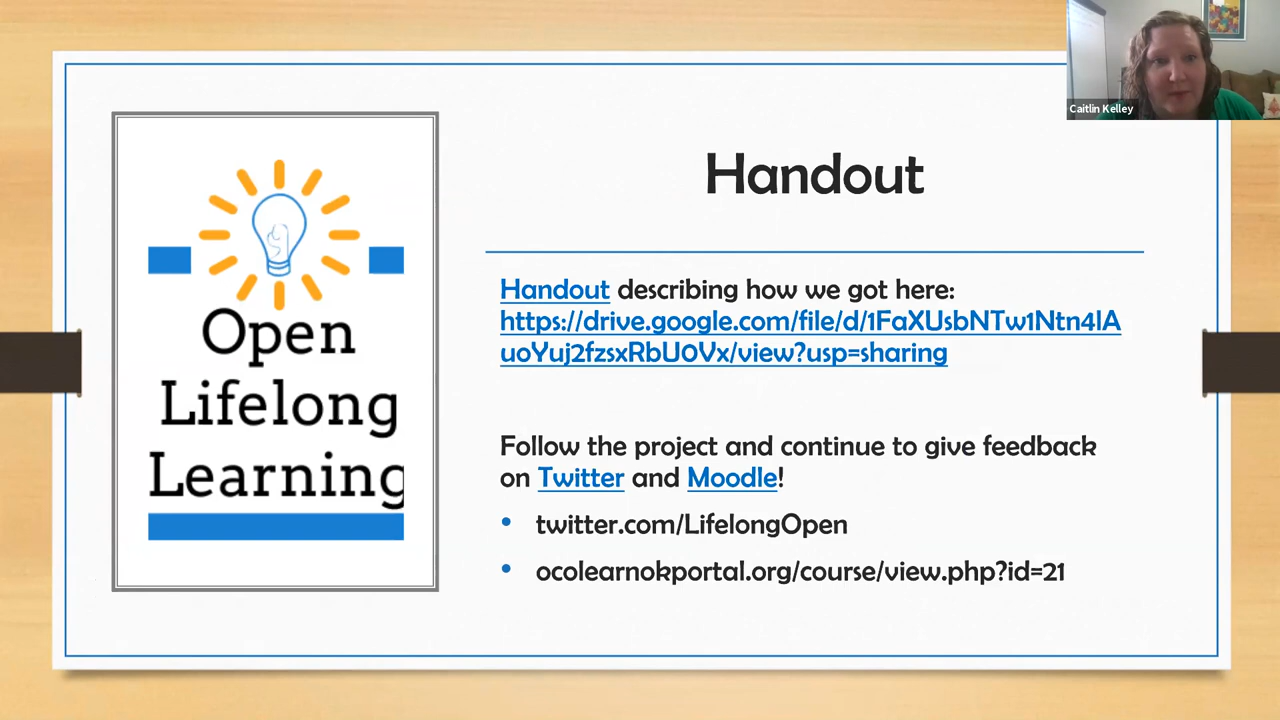 Caitlin Kelley
Open
Lifelong
Learning
Handout
Handout describing how we got here:
https://drive.google.com/file/d/1FaXUsbNTw1Ntn4lA
uoYuj2fzsxRbU0Vx/view?usp=sharing
Follow the project and continue to give feedback
on Twitter and Moodle!
• twitter.com/LifelongOpen
• ocolearnokportal.org/course/view.php?id=21